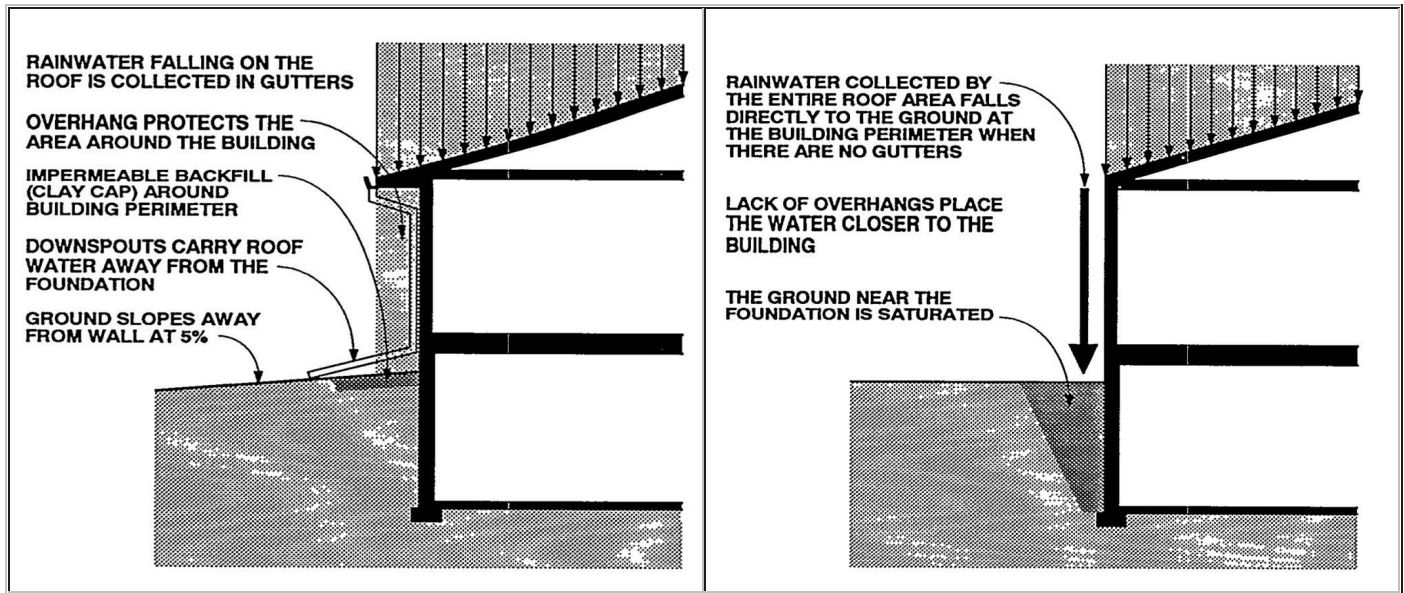 RAINWATER FALLING ON THE
ROOF IS COLLECTED IN GUTTERS
OVERHANG PROTECTS THE
AREA AROUND THE BUILDING
IMPERMEABLE BACKFILL
(CLAY CAP) AROUND
BUILDING PERIMETER
DOWNSPOUTS CARRY ROOF
WATER AWAY FROM THE
FOUNDATION
GROUND SLOPES AWAY
FROM WALL AT 5%
RAINWATER COLLECTED BY
THE ENTIRE ROOF AREA FALLS
DIRECTLY TO THE GROUND AT
THE BUILDING PERIMETER WHEN
THERE ARE NO GUTTERS
LACK OF OVERHANGS PLACE
THE WATER CLOSER TO THE
BUILDING
THE GROUND NEAR THE
FOUNDATION IS SATURATED